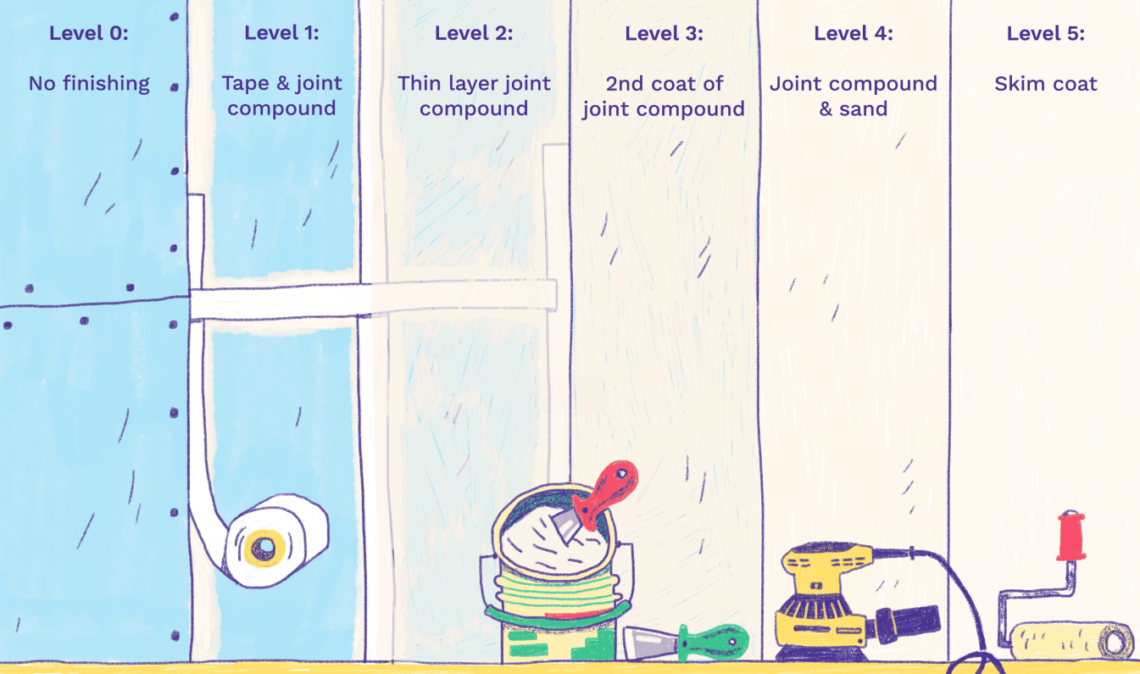 Level 0:
No finishing
Level 1:
Tape & joint
compound
Level 2:
Thin layer joint
compound
Level 3:
2nd coat of
joint compound
Level 4:
Joint compound
& sand
Level 5:
Skim coat